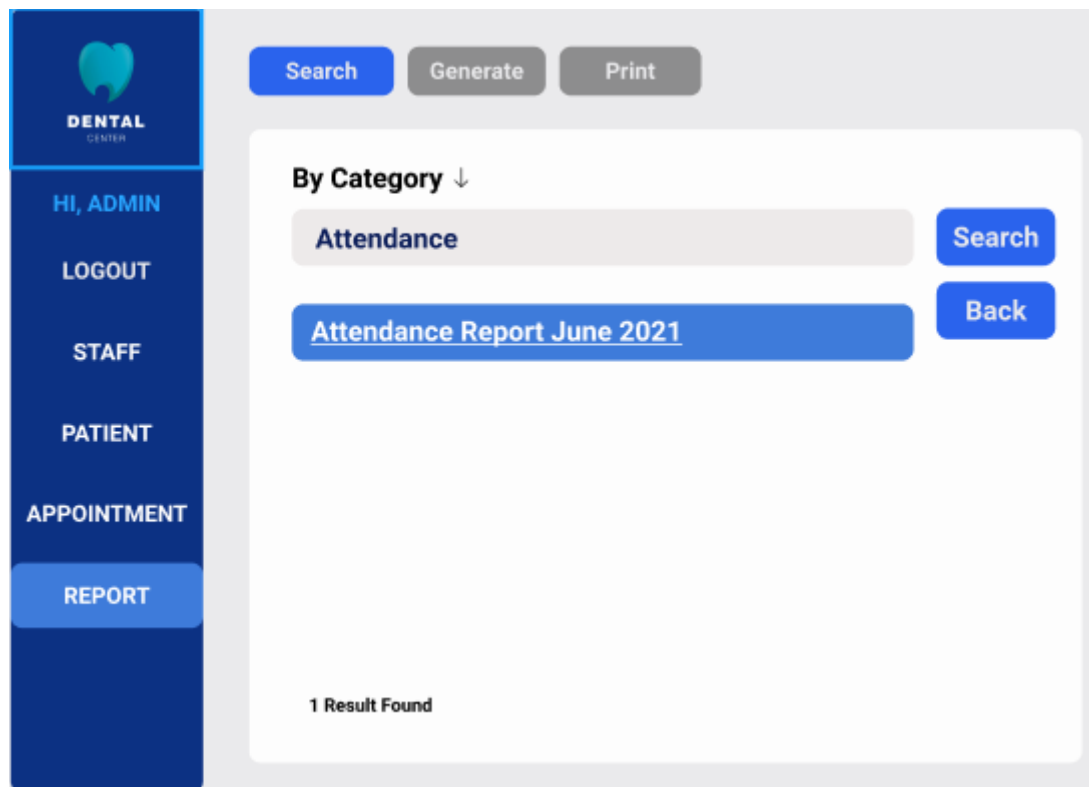 DENTAL
CENTER
HI, ADMIN
LOGOUT
STAFF
PATIENT
APPOINTMENT
REPORT
Search Generate Print
By Category ↓
Attendance
Search
Attendance Report June 2021
Back
1 Result Found